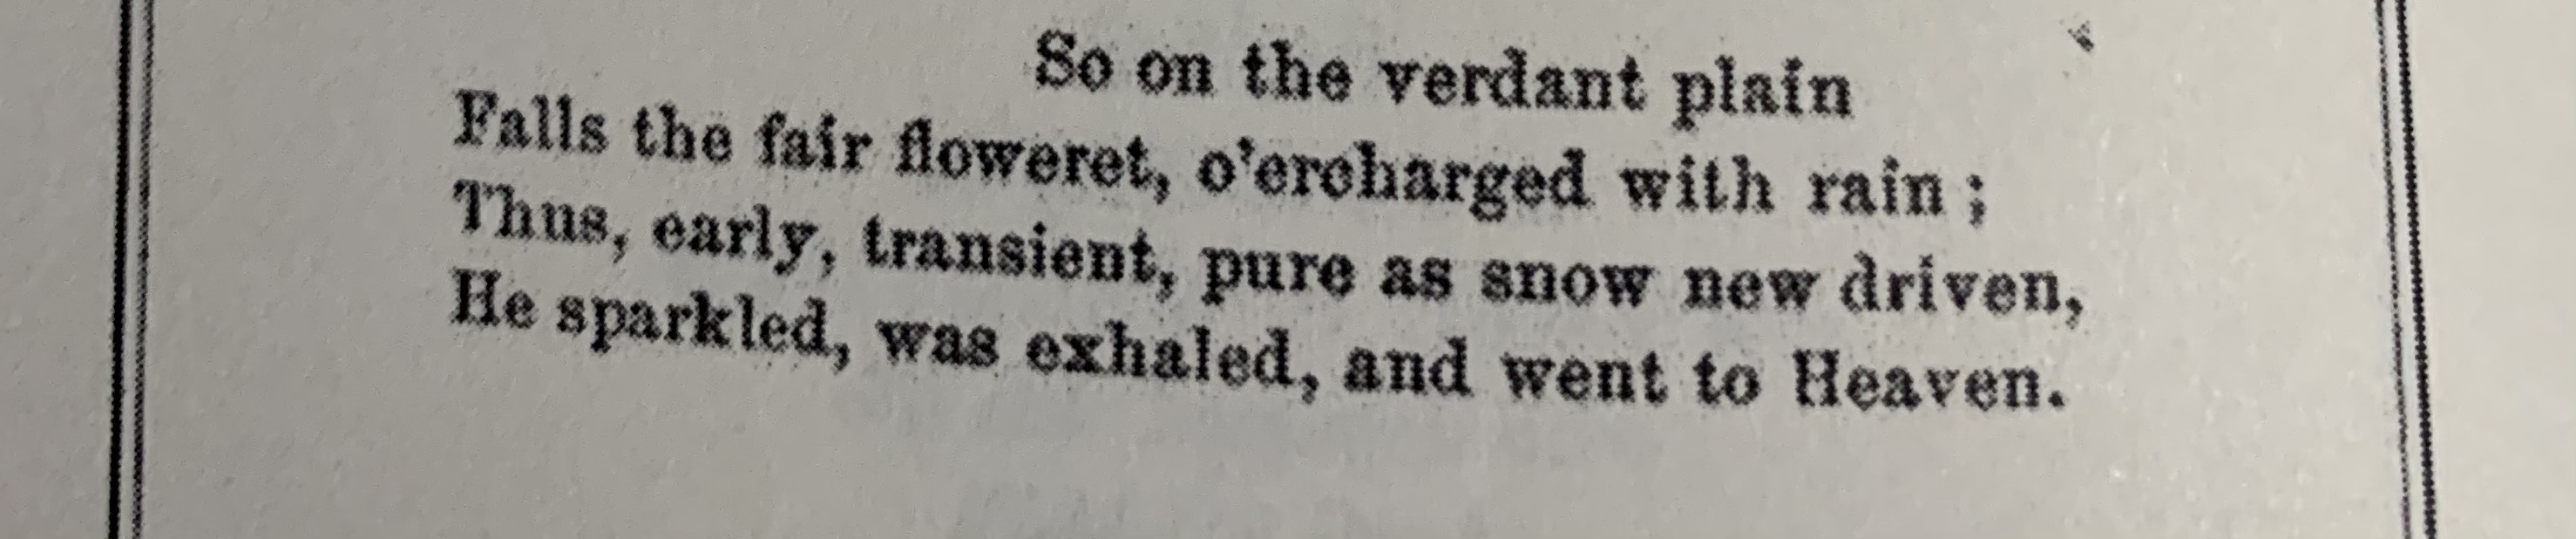 So on the verdant plain
Falls the fair floweret, o'ercharged with rain ;
Thus, early, transient, pure as snow new driven,
He sparkled, was exhaled, and went to Heaven.